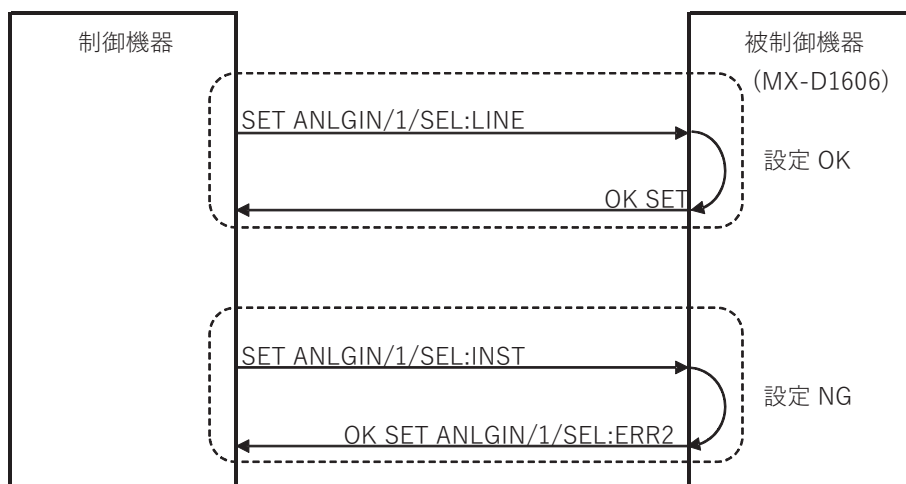 制御機器
被制御機器
(MX-D1606)
SET ANLGIN/1/SEL:LINE
設定 OK
OK SET
SET ANLGIN/1/SEL:INST
設定 NG
OK SET ANLGIN/1/SEL:ERR2